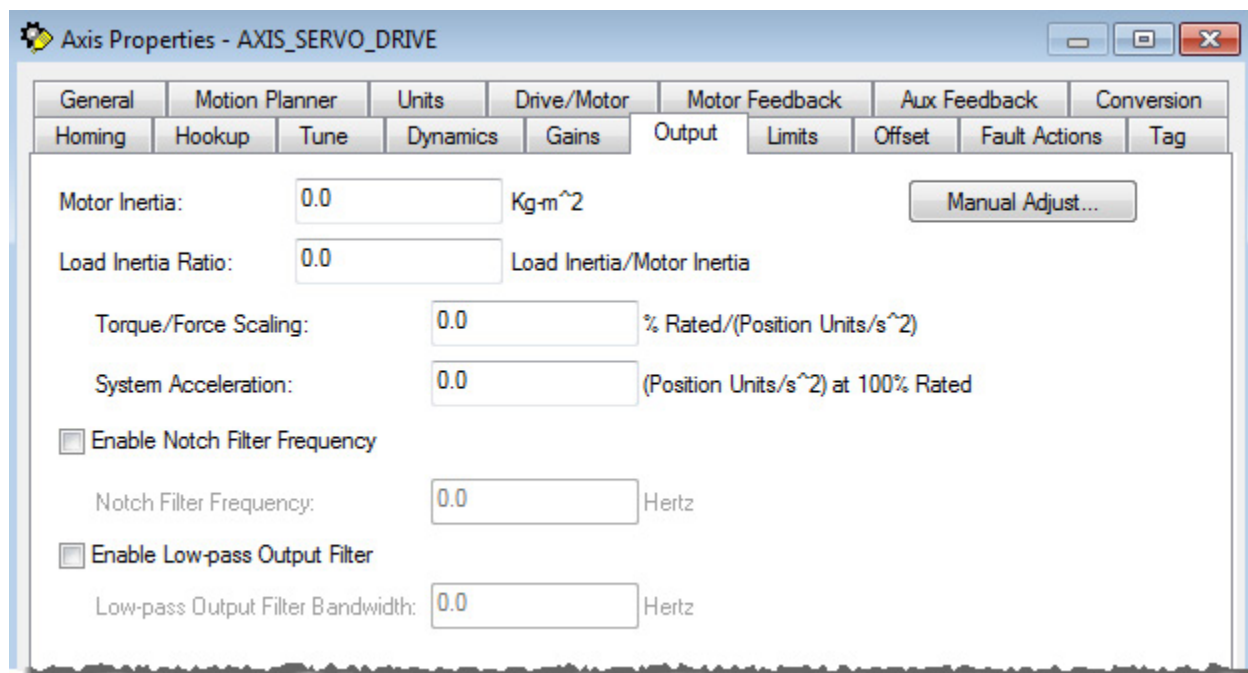 Axis Properties - AXIS_SERVO_DRIVE
General Motion Planner Units Drive/Motor Motor Feedback Aux Feedback Conversion
Homing Hookup Tune Dynamics Gains Output Limits Offset Fault Actions Tag
Motor Inertia: 0.0 Kg-m^2 Manual Adjust...
Load Inertia Ratio: 0.0 Load Inertia/Motor Inertia
Torque/Force Scaling: 0.0 % Rated/(Position Units/s^2)
System Acceleration: 0.0 (Position Units/s^2) at 100% Rated
Enable Notch Filter Frequency
Notch Filter Frequency: 0.0 Hertz
Enable Low-pass Output Filter
Low-pass Output Filter Bandwidth: 0.0 Hertz